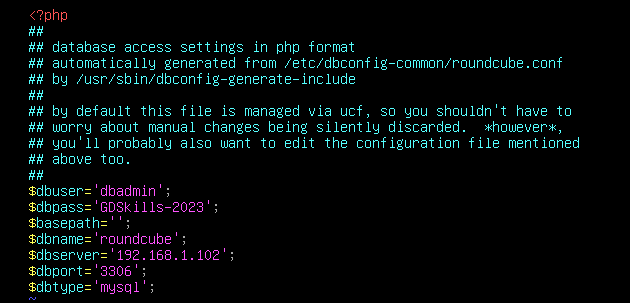 <?php
##
## database access settings in php format
## automatically generated from /etc/dbconfig-common/roundcube.conf
## by /usr/sbin/dbconfig-generate-include
##
## by default this file is managed via ucf, so you shouldn't have to
## worry about manual changes being silently discarded.  *however*,
## you'll probably also want to edit the configuration file mentioned
## above too.
##
$dbuser='dbadmin';
$dbpass='GDSkills-2023';
$basepath='';
$dbname='roundcube';
$dbserver='192.168.1.102';
$dbport='3306';
$dbtype='mysql';
~